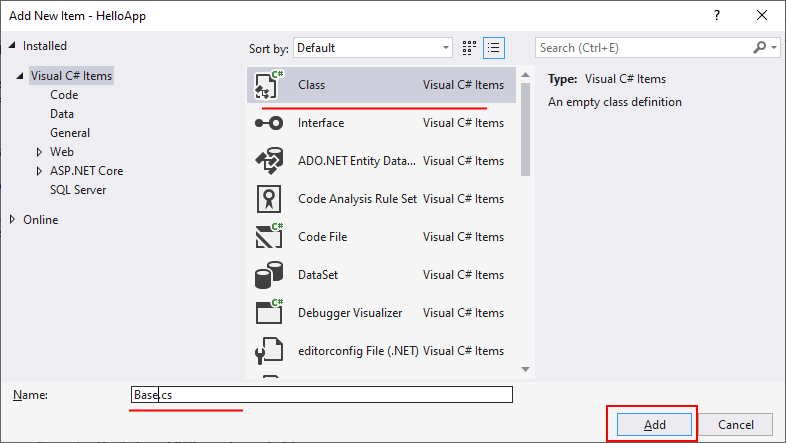 Add New Item - HelloApp
? 
Installed
Sort by: Default
Search (Ctrl+E)
Visual C# Items
Code
Data
General
Web
ASP.NET Core
SQL Server
Online
C# Class Visual C# Items
Interface Visual C# Items
ADO.NET Entity Data... Visual C# Items
Code Analysis Rule Set Visual C# Items
C# Code File Visual C# Items
DataSet Visual C# Items
C# Debugger Visualizer Visual C# Items
editorconfig File (.NET) Visual C# Items
C#
Type: Visual C# Items
An empty class definition
Name: Base.cs
Add Cancel